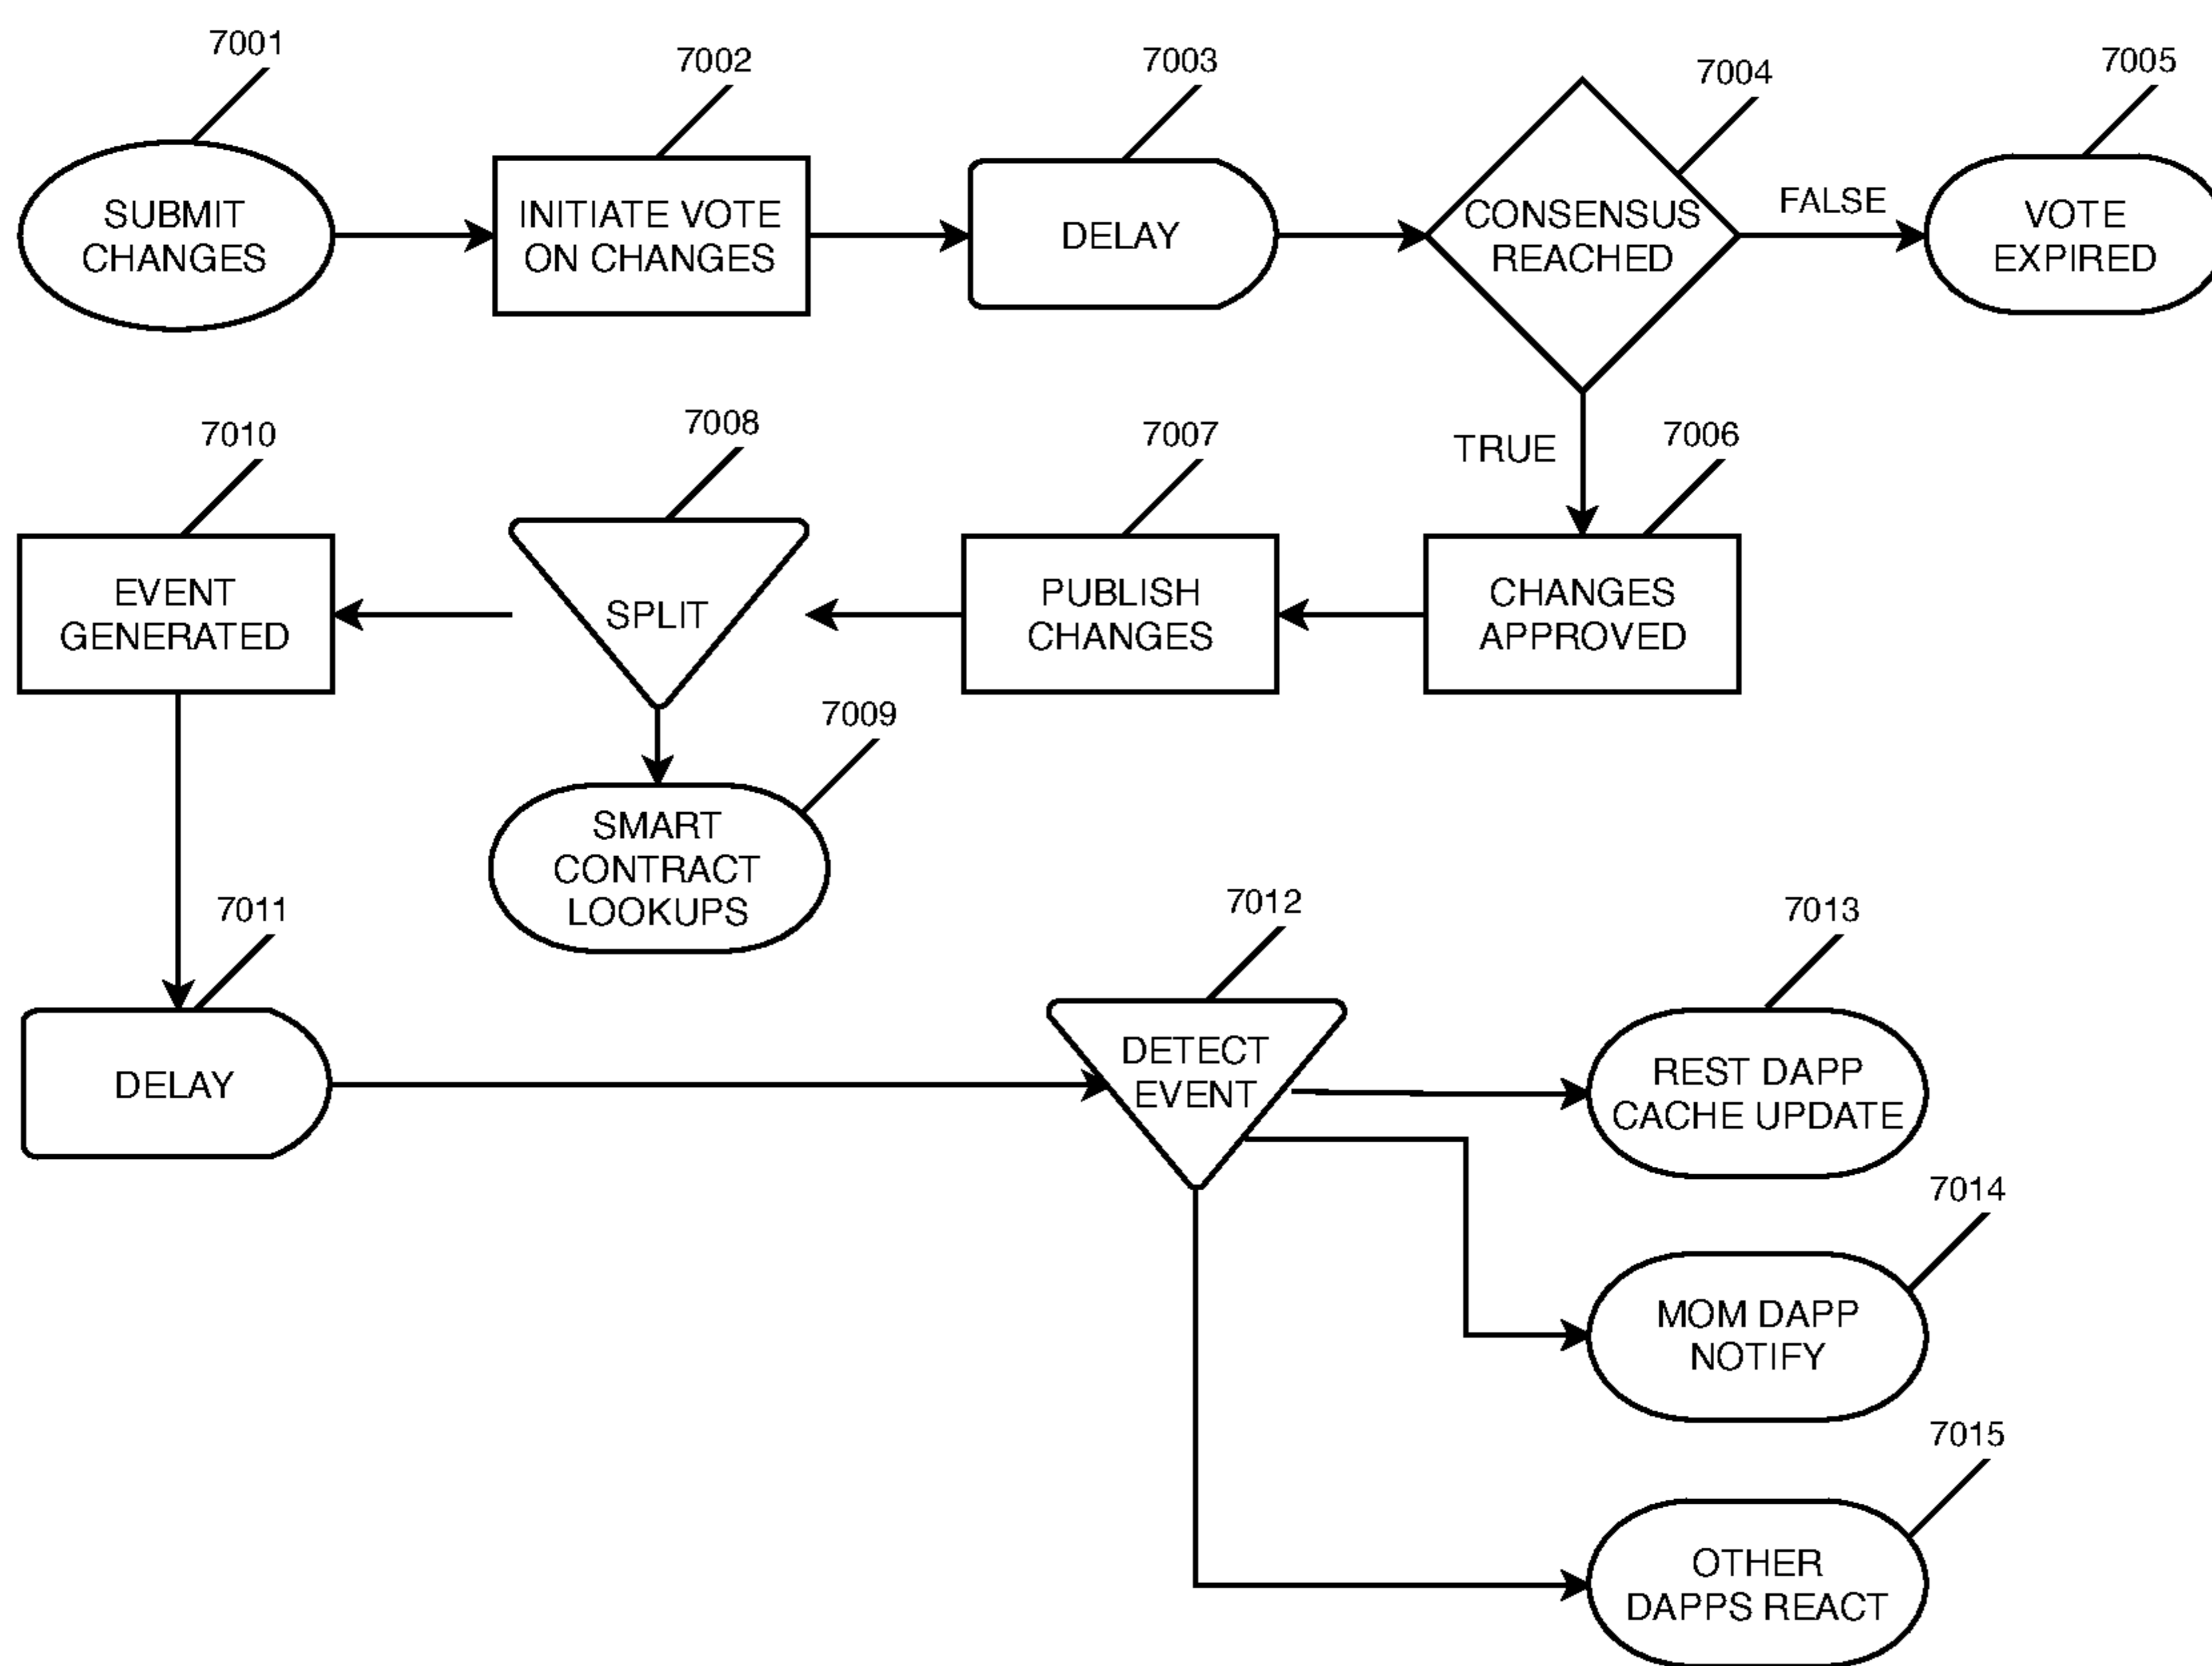 7001
7002
7003
7004
7005
SUBMIT
CHANGES
INITIATE VOTE
ON CHANGES
DELAY
CONSENSUS
REACHED
FALSE
VOTE
EXPIRED
TRUE
7010
7008
7007
7006
EVENT
GENERATED
SPLIT
PUBLISH
CHANGES
CHANGES
APPROVED
7009
SMART
CONTRACT
LOOKUPS
7011
7012
7013
DELAY
DETECT
EVENT
REST DAPP
CACHE UPDATE
7014
MOM DAPP
NOTIFY
7015
OTHER
DAPPS REACT